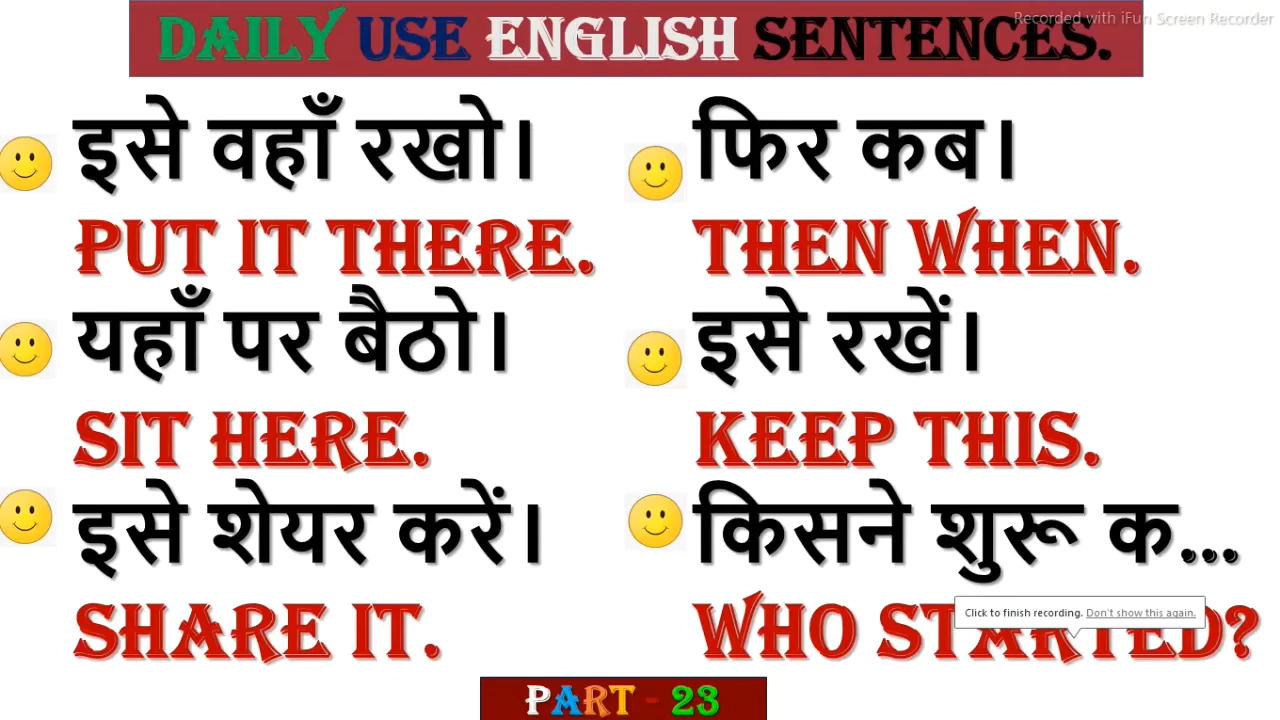 Recorded with iFun Screen Recorder
DAILY USE ENGLISH SENTENCES.
इसे वहाँ रखो।
PUT IT THERE.
यहाँ पर बैठो।
SIT HERE.
इसे शेयर करें।
SHARE IT.
फिर कब।
THEN WHEN.
इसे रखें।
KEEP THIS.
किसने शुरू क...
WHO STARTED?
Click to finish recording. Don't show this again.
PART - 23